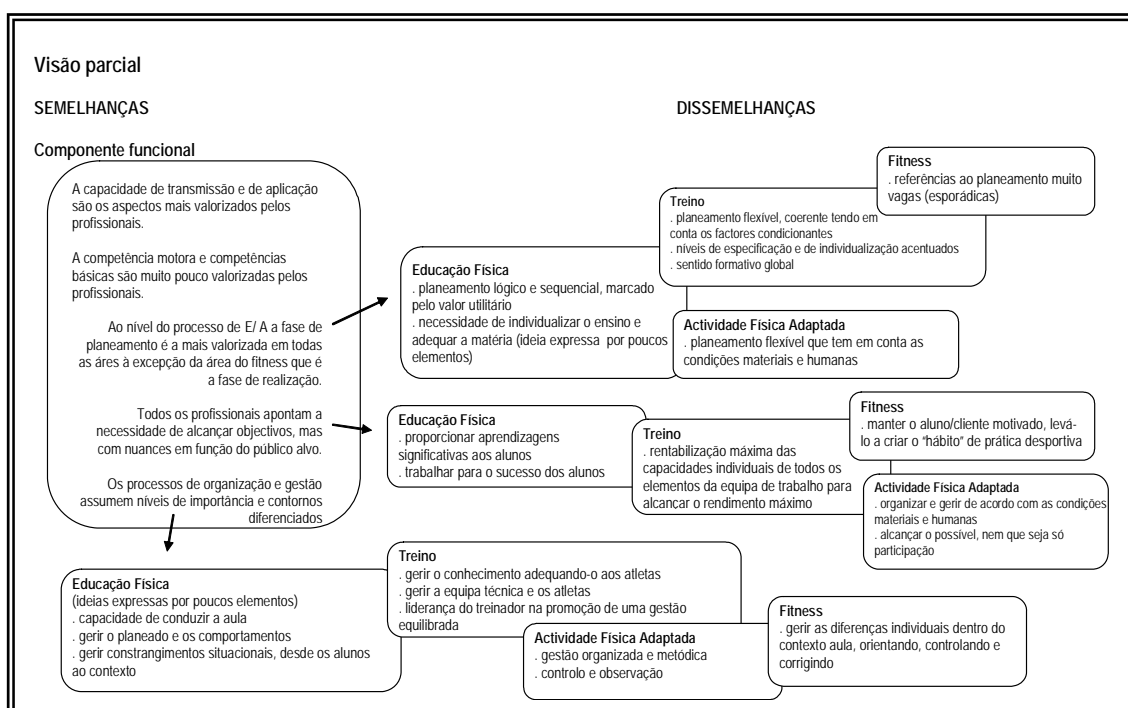 Visão parcial
SEMELHANÇAS
DISSEMELHANÇAS
Componente funcional
A capacidade de transmissão e de aplicação
são os aspectos mais valorizados pelos
profissionais.
A competência motora e competências
básicas são muito pouco valorizadas pelos
profissionais.
Ao nível do processo de E/ A a fase de
planeamento é a mais valorizada em todas
as áres à excepção da área do fitness que é
a fase de realização.
Todos os profissionais apontam a
necessidade de alcançar objectivos, mas
com nuances em função do público alvo.
Os processos de organização e gestão
assumem níveis de importância e contornos
diferenciados
Educação Física
. planeamento lógico e sequencial, marcado
pelo valor utilitário
. necessidade de individualizar o ensino e
adequar a matéria (ideia expressa por poucos
elementos)
Treino
. planeamento flexível, coerente tendo em
conta os factores condicionantes
. níveis de especificação e de individualização acentuados
. sentido formativo global
Fitness
. referências ao planeamento muito
vagas (esporádicas)
Actividade Física Adaptada
. planeamento flexível que tem em conta as
condições materiais e humanas
Educação Física
. proporcionar aprendizagens
significativas aos alunos
. trabalhar para o sucesso dos alunos
Treino
. rentabilização máxima das
capacidades individuais de todos os
elementos da equipa de trabalho para
alcançar o rendimento máximo
Fitness
. manter o aluno/cliente motivado, levá-
lo a criar o “hábito” de prática desportiva
Actividade Física Adaptada
. organizar e gerir de acordo com as condições
materiais e humanas
. alcançar o possível, nem que seja só
participação
Educação Física
(ideias expressas por poucos elementos)
. capacidade de conduzir a aula
. gerir o planeado e os comportamentos
. gerir constrangimentos situacionais, desde os alunos
ao contexto
Treino
. gerir o conhecimento adequando-o aos atletas
. gerir a equipa técnica e os atletas
. liderança do treinador na promoção de uma gestão
equilibrada
Actividade Física Adaptada
. gestão organizada e metódica
. controlo e observação
Fitness
. gerir as diferenças individuais dentro do
contexto aula, orientando, controlando e
corrigindo